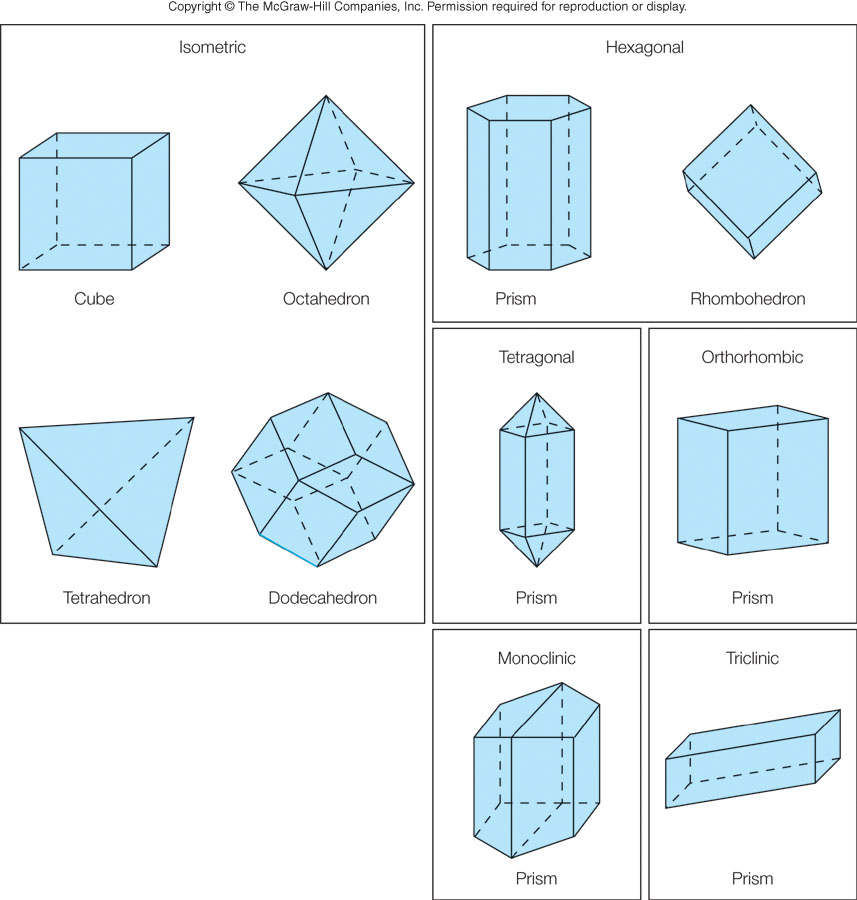 Copyright © The McGraw-Hill Companies, Inc. Permission required for reproduction or display.
Isometric
Cube
Octahedron
Tetrahedron
Dodecahedron
Hexagonal
Prism
Rhombohedron
Tetragonal
Prism
Orthorhombic
Prism
Monoclinic
Prism
Triclinic
Prism